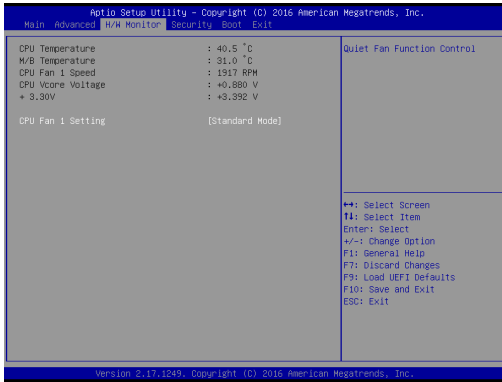 Aptio Setup Utility - Copyright (C) 2016 American Megatrends, Inc.
Main Advanced H/W Monitor Security Boot Exit
CPU Temperature : 40.5 °C
M/B Temperature : 31.0 °C
CPU Fan 1 Speed : 1917 RPM
CPU Vcore Voltage : +0.880 V
+ 3.30V : +3.392 V
CPU Fan 1 Setting [Standard Mode]
Quiet Fan Function Control
↔: Select Screen
↑↓: Select Item
Enter: Select
+/-: Change Option
F1: General Help
F7: Discard Changes
F9: Load UEFI Defaults
F10: Save and Exit
ESC: Exit
Version 2.17.1249. Copyright (C) 2016 American Megatrends, Inc.